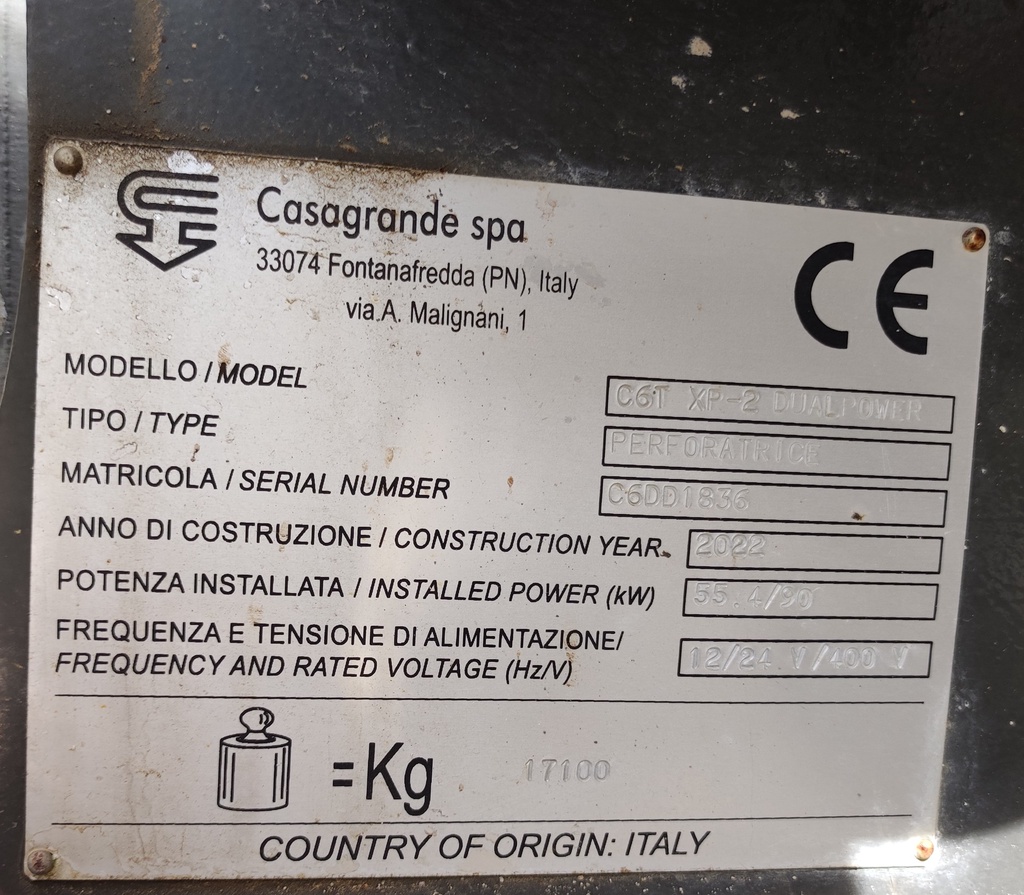 Casagrande spa
33074 Fontanafredda (PN), Italy
via A. Malignani, 1
CE
MODELLO / MODEL C6T XP-2 DUALPOWER
TIPO / TYPE PERFORATRICE
MATRICOLA / SERIAL NUMBER C6DD1836
ANNO DI COSTRUZIONE / CONSTRUCTION YEAR 2022
POTENZA INSTALLATA / INSTALLED POWER (kW) 55.4/90
FREQUENZA E TENSIONE DI ALIMENTAZIONE/
FREQUENCY AND RATED VOLTAGE (Hz/V) 12/24 V/400 V
=Kg 17100
COUNTRY OF ORIGIN: ITALY